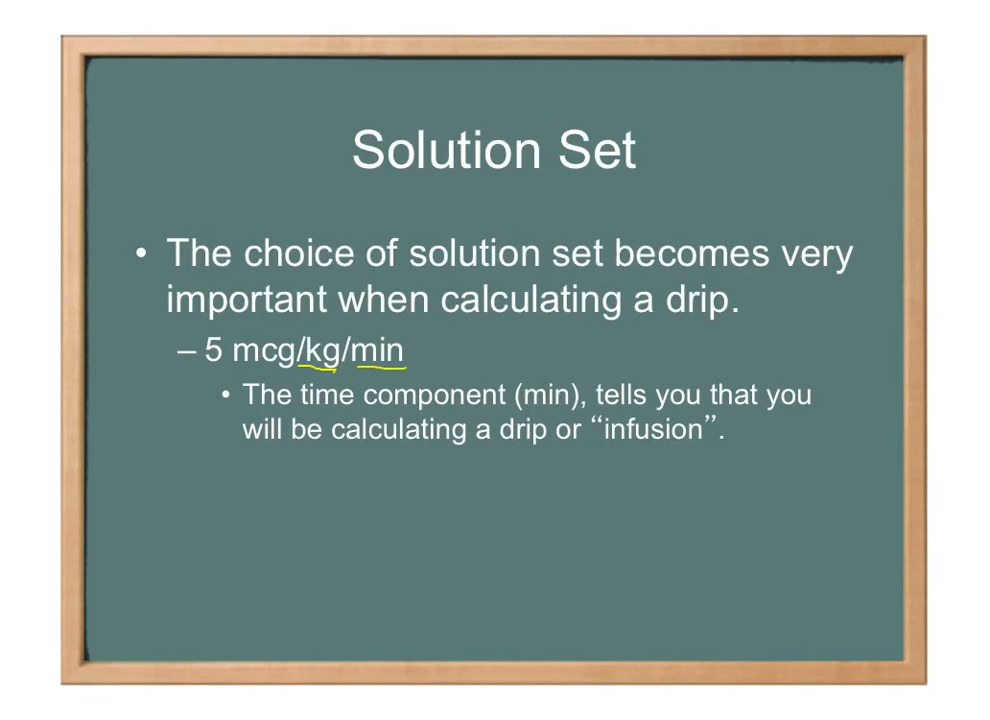 Solution Set
• The choice of solution set becomes very
important when calculating a drip.
– 5 mcg/kg/min
• The time component (min), tells you that you
will be calculating a drip or “infusion”.